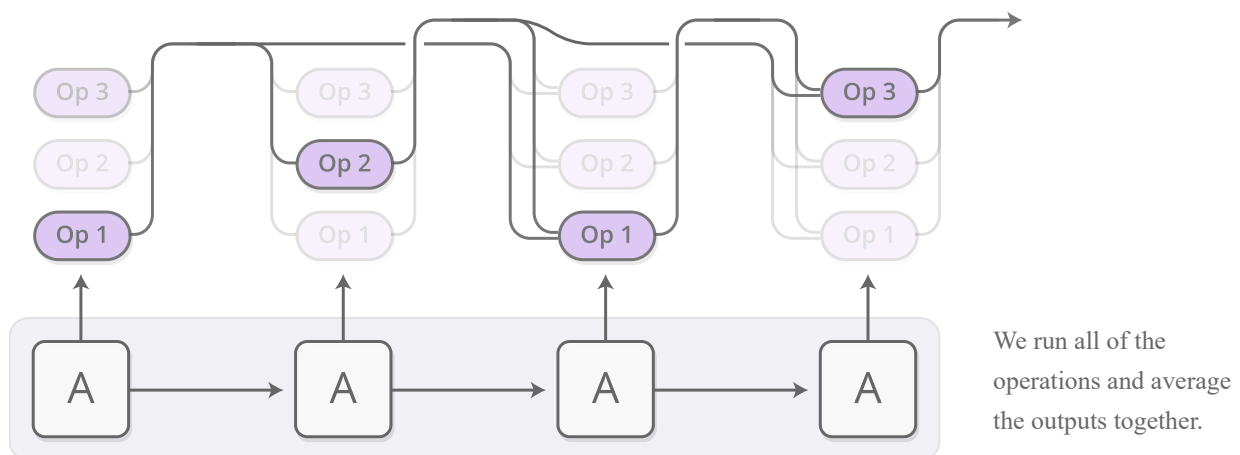 Op 3 Op 3 Op 3 Op 3
Op 2 Op 2 Op 2 Op 2
Op 1 Op 1 Op 1 Op 1
A A A A
We run all of the
operations and average
the outputs together.